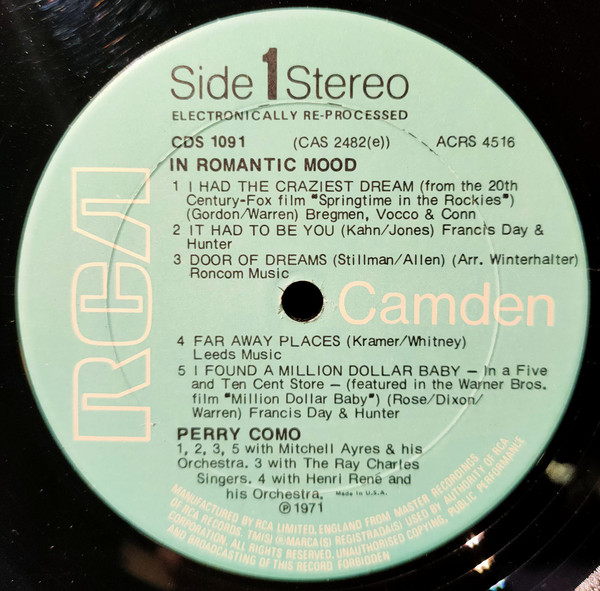 Side 1 Stereo
ELECTRONICALLY RE-PROCESSED
CDS 1091 (CAS 2482(e)) ACRS 4516
IN ROMANTIC MOOD
1 I HAD THE CRAZIEST DREAM (from the 20th
Century-Fox film "Springtime in the Rockies")
(Gordon/Warren) Bregmen, Vocco & Conn
2 IT HAD TO BE YOU (Kahn/Jones) Francis Day &
Hunter
3 DOOR OF DREAMS (Stillman/Allen) (Arr. Winterhalter)
Roncom Music
RCA
Camden
4 FAR AWAY PLACES (Kramer/Whitney)
Leeds Music
5 I FOUND A MILLION DOLLAR BABY – In a Five
and Ten Cent Store – (featured in the Warner Bros.
film "Million Dollar Baby") (Rose/Dixon/
Warren) Francis Day & Hunter
PERRY COMO
1, 2, 3, 5 with Mitchell Ayres & his
Orchestra. 3 with The Ray Charles
Singers. 4 with Henri René and
his Orchestra. Made in U.S.A.
℗ 1971
MANUFACTURED BY RCA LIMITED, ENGLAND FROM MASTER RECORDINGS
OF RCA RECORDS. TM(S) ® MARCA(S) REGISTRADA(S) USED BY AUTHORITY OF RCA
CORPORATION. ALL RIGHTS RESERVED. UNAUTHORISED COPYING, PUBLIC PERFORMANCE
AND BROADCASTING OF THIS RECORD FORBIDDEN